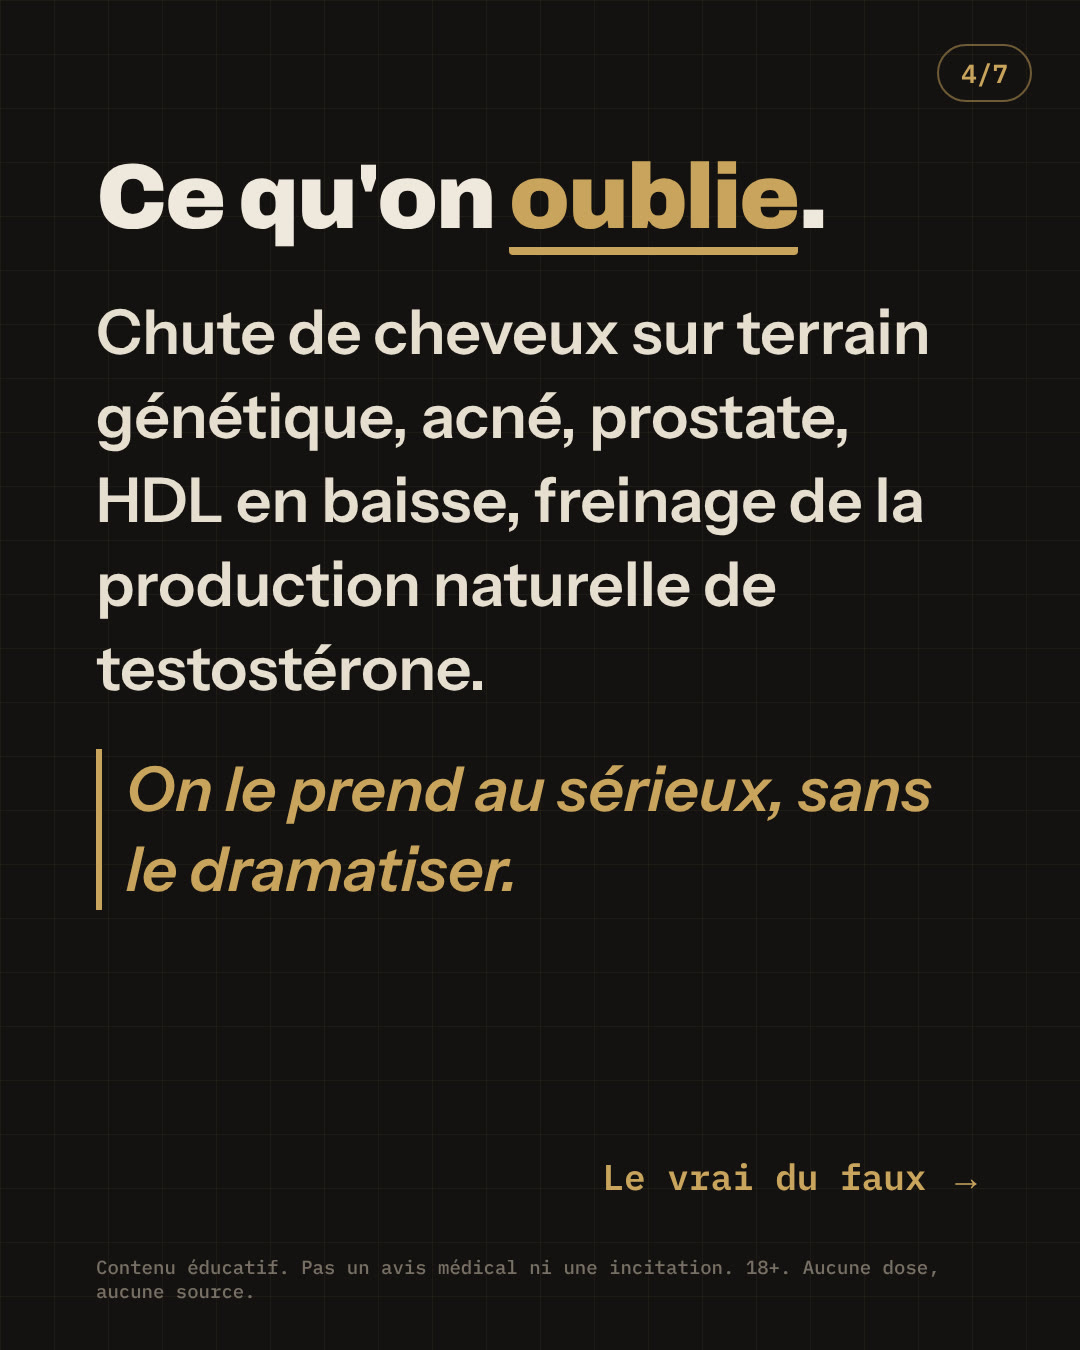 4/7
Ce qu'on oublie.
Chute de cheveux sur terrain
génétique, acné, prostate,
HDL en baisse, freinage de la
production naturelle de
testostérone.
On le prend au sérieux, sans
le dramatiser.
Le vrai du faux →
Contenu éducatif. Pas un avis médical ni une incitation. 18+. Aucune dose,
aucune source.